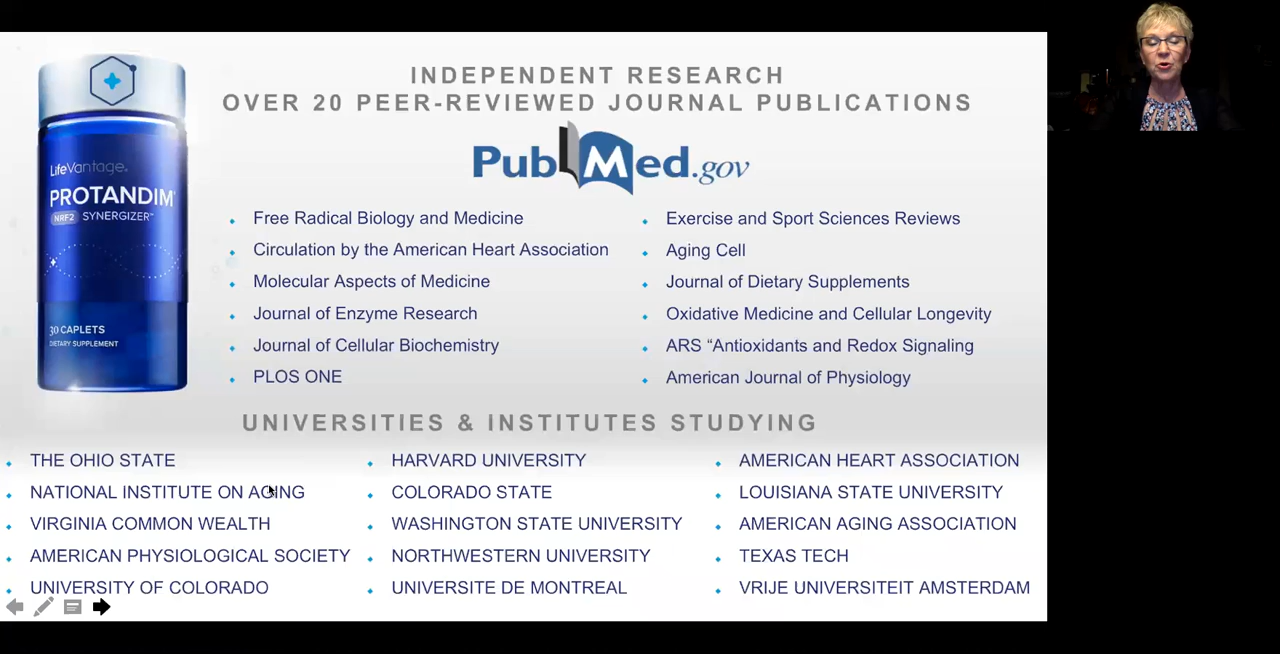 INDEPENDENT RESEARCH
OVER 20 PEER-REVIEWED JOURNAL PUBLICATIONS
PubMed.gov
LifeVantage®
PROTANDIM®
NRF2 SYNERGIZER™
30 CAPLETS
DIETARY SUPPLEMENT
Free Radical Biology and Medicine
Circulation by the American Heart Association
Molecular Aspects of Medicine
Journal of Enzyme Research
Journal of Cellular Biochemistry
PLOS ONE
Exercise and Sport Sciences Reviews
Aging Cell
Journal of Dietary Supplements
Oxidative Medicine and Cellular Longevity
ARS “Antioxidants and Redox Signaling
American Journal of Physiology
UNIVERSITIES & INSTITUTES STUDYING
THE OHIO STATE
NATIONAL INSTITUTE ON AGING
VIRGINIA COMMON WEALTH
AMERICAN PHYSIOLOGICAL SOCIETY
UNIVERSITY OF COLORADO
HARVARD UNIVERSITY
COLORADO STATE
WASHINGTON STATE UNIVERSITY
NORTHWESTERN UNIVERSITY
UNIVERSITE DE MONTREAL
AMERICAN HEART ASSOCIATION
LOUISIANA STATE UNIVERSITY
AMERICAN AGING ASSOCIATION
TEXAS TECH
VRIJE UNIVERSITEIT AMSTERDAM